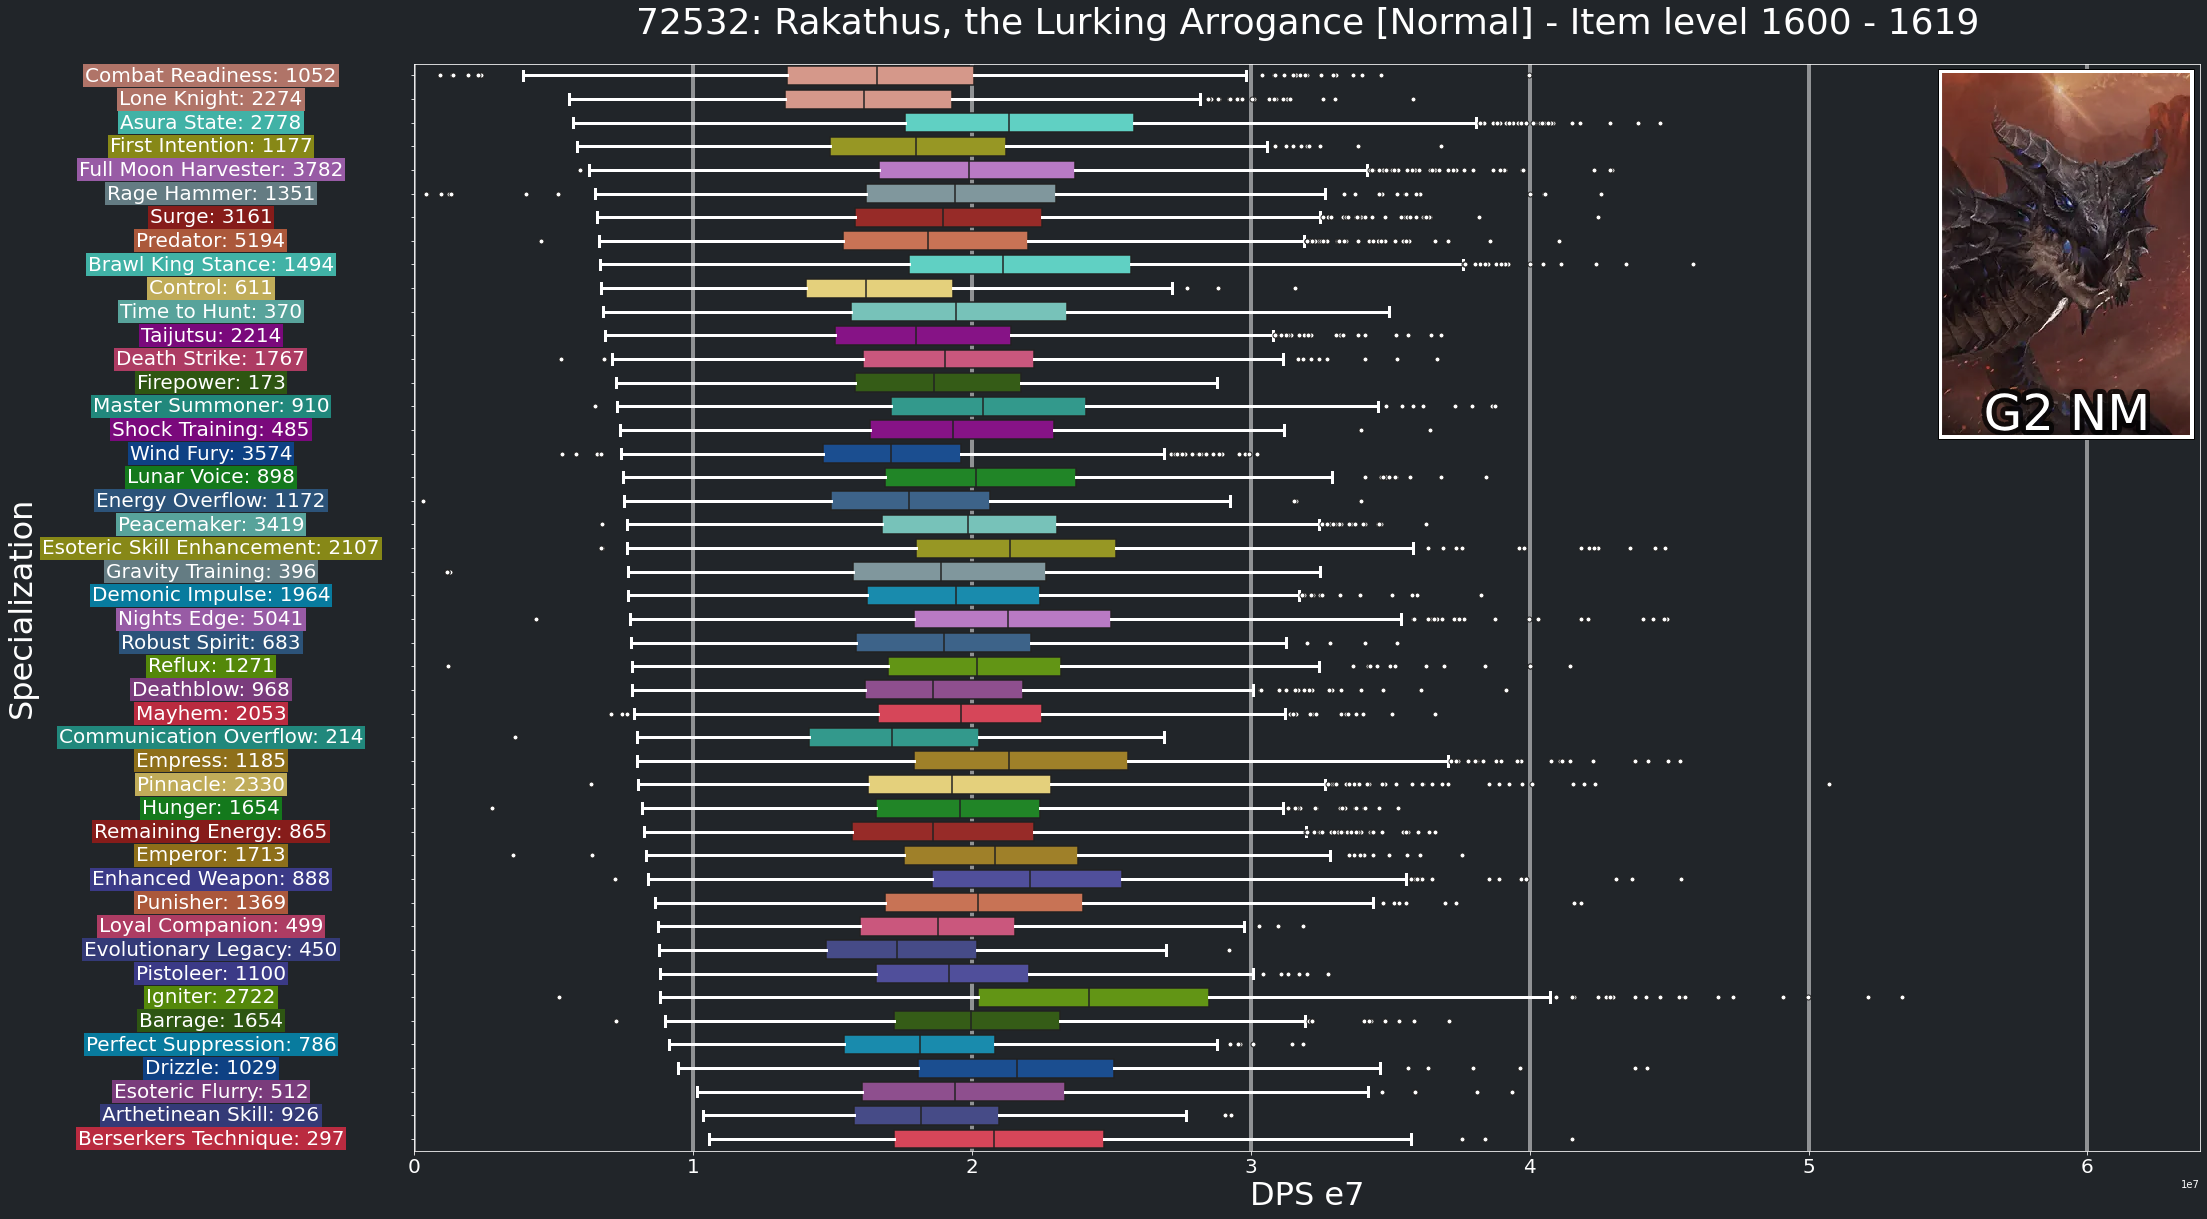 72532: Rakathus, the Lurking Arrogance [Normal] - Item level 1600 - 1619
Combat Readiness: 1052
Lone Knight: 2274
Asura State: 2778
First Intention: 1177
Full Moon Harvester: 3782
Rage Hammer: 1351
Surge: 3161
Predator: 5194
Brawl King Stance: 1494
Control: 611
Time to Hunt: 370
Taijutsu: 2214
Death Strike: 1767
Firepower: 173
Master Summoner: 910
Shock Training: 485
Wind Fury: 3574
Lunar Voice: 898
Energy Overflow: 1172
Peacemaker: 3419
Esoteric Skill Enhancement: 2107
Gravity Training: 396
Demonic Impulse: 1964
Nights Edge: 5041
Robust Spirit: 683
Reflux: 1271
Deathblow: 968
Mayhem: 2053
Communication Overflow: 214
Empress: 1185
Pinnacle: 2330
Hunger: 1654
Remaining Energy: 865
Emperor: 1713
Enhanced Weapon: 888
Punisher: 1369
Loyal Companion: 499
Evolutionary Legacy: 450
Pistoleer: 1100
Igniter: 2722
Barrage: 1654
Perfect Suppression: 786
Drizzle: 1029
Esoteric Flurry: 512
Arthetinean Skill: 926
Berserkers Technique: 297
Specialization
G2 NM
0 1 2 3 4 5 6
DPS e7
1e7